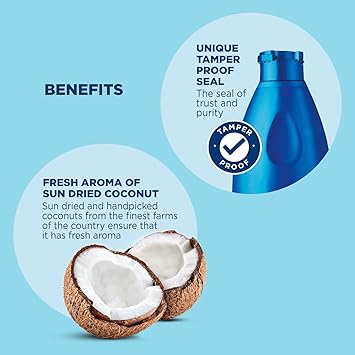 BENEFITS
UNIQUE
TAMPER
PROOF
SEAL
The seal of
trust and
purity
TAMPER
PROOF
FRESH AROMA OF
SUN DRIED COCONUT
Sun dried and handpicked
coconuts from the finest farms
of the country ensure that
it has fresh aroma